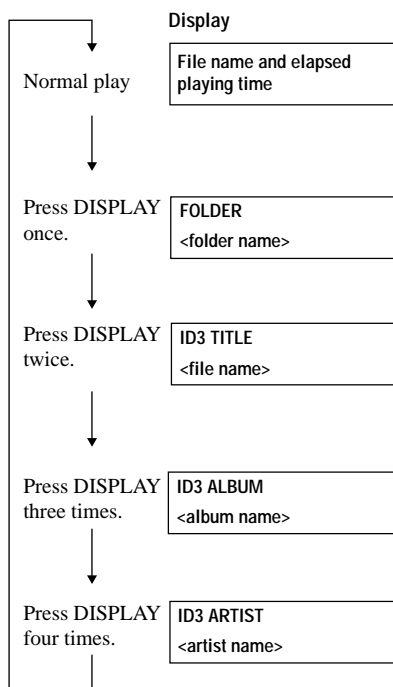 Display
Normal play
File name and elapsed
playing time
Press DISPLAY
once.
FOLDER
<folder name>
Press DISPLAY
twice.
ID3 TITLE
<file name>
Press DISPLAY
three times.
ID3 ALBUM
<album name>
Press DISPLAY
four times.
ID3 ARTIST
<artist name>